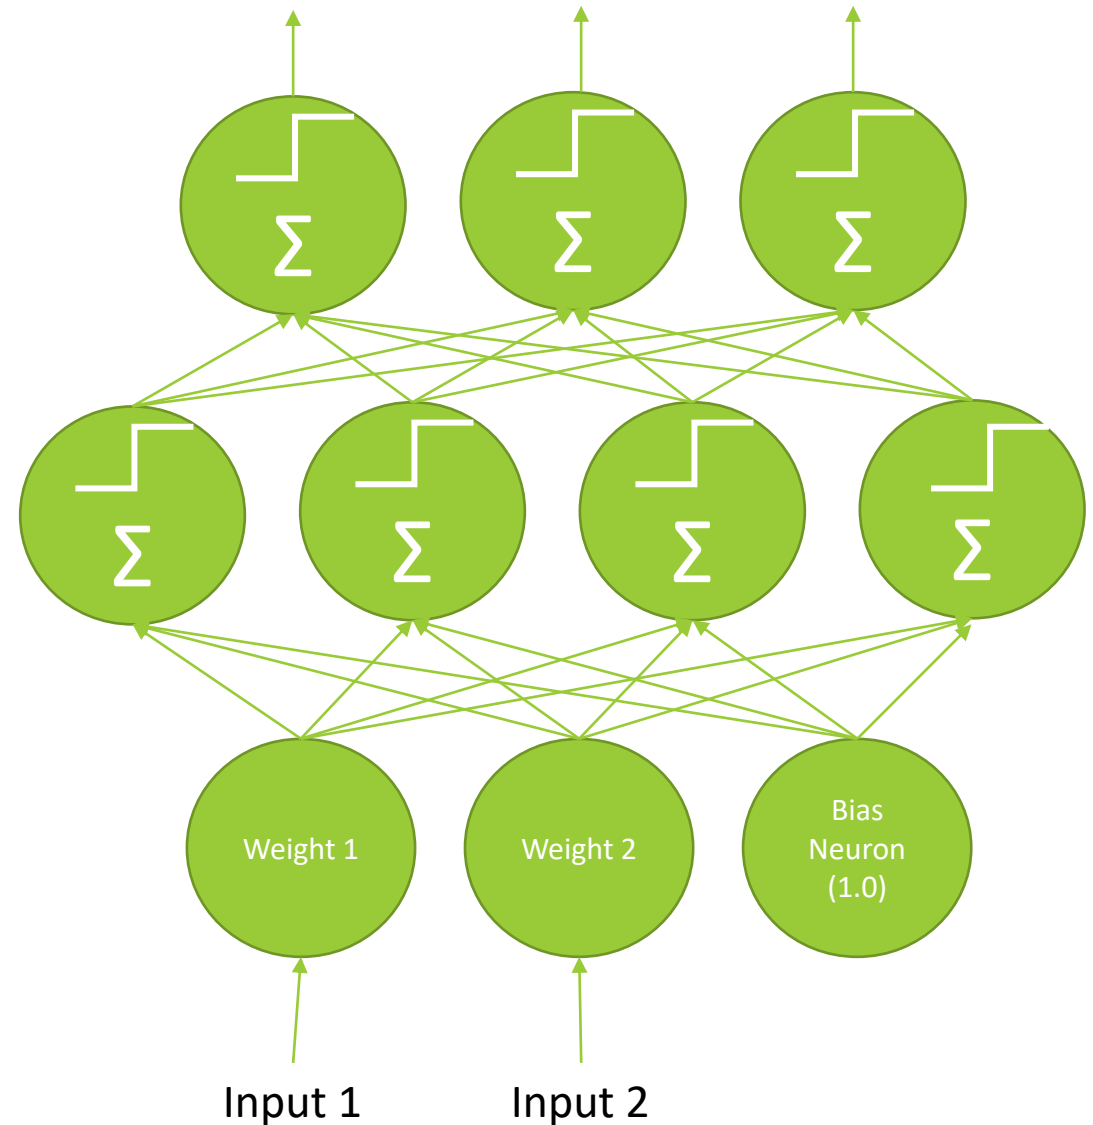 Σ Σ Σ
Σ Σ Σ Σ
Weight 1
Weight 2
Bias
Neuron
(1.0)
Input 1
Input 2